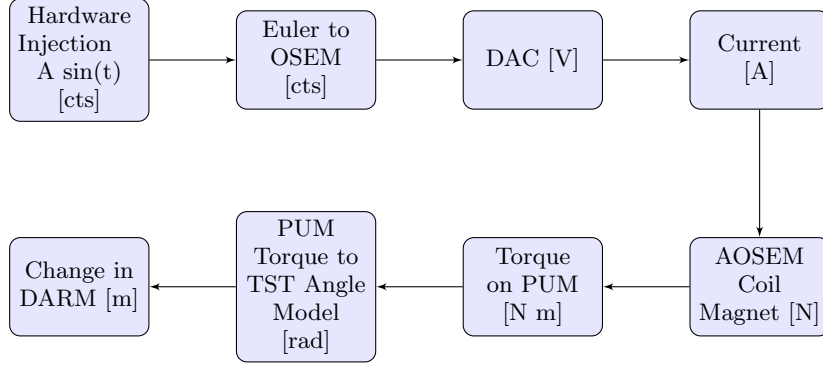 Hardware
Injection
A sin(t)
[cts]
Euler to
OSEM
[cts]
DAC [V]
Current
[A]
AOSEM
Coil
Magnet [N]
Torque
on PUM
[N m]
PUM
Torque to
TST Angle
Model
[rad]
Change in
DARM [m]